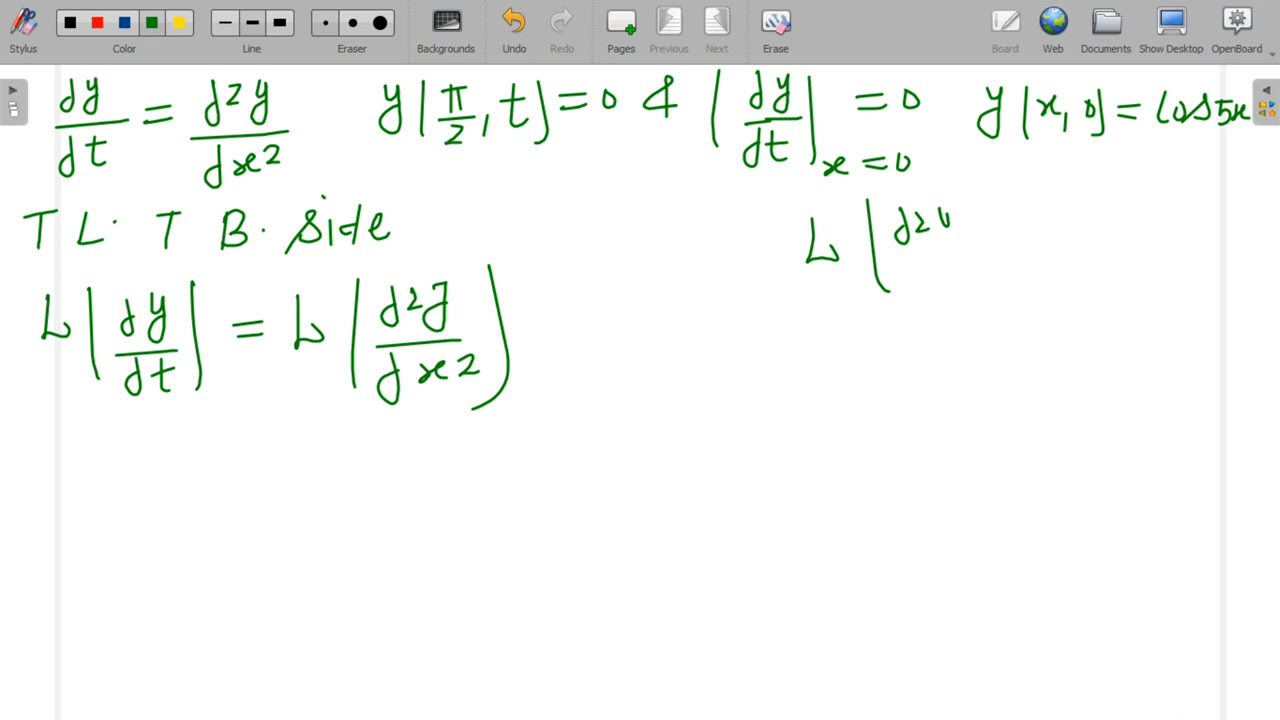 Stylus Color Line Eraser Backgrounds Undo Redo Pages Previous Next Erase Board Web Documents Show Desktop OpenBoard
dy/dt = d2y/dx2 y(π/2, t) = 0 & (dy/dt)x=0 = 0 y(x, 0) = cos5x
T L. T B. side
L(d2y
L(dy/dt) = L(d2y/dx2)